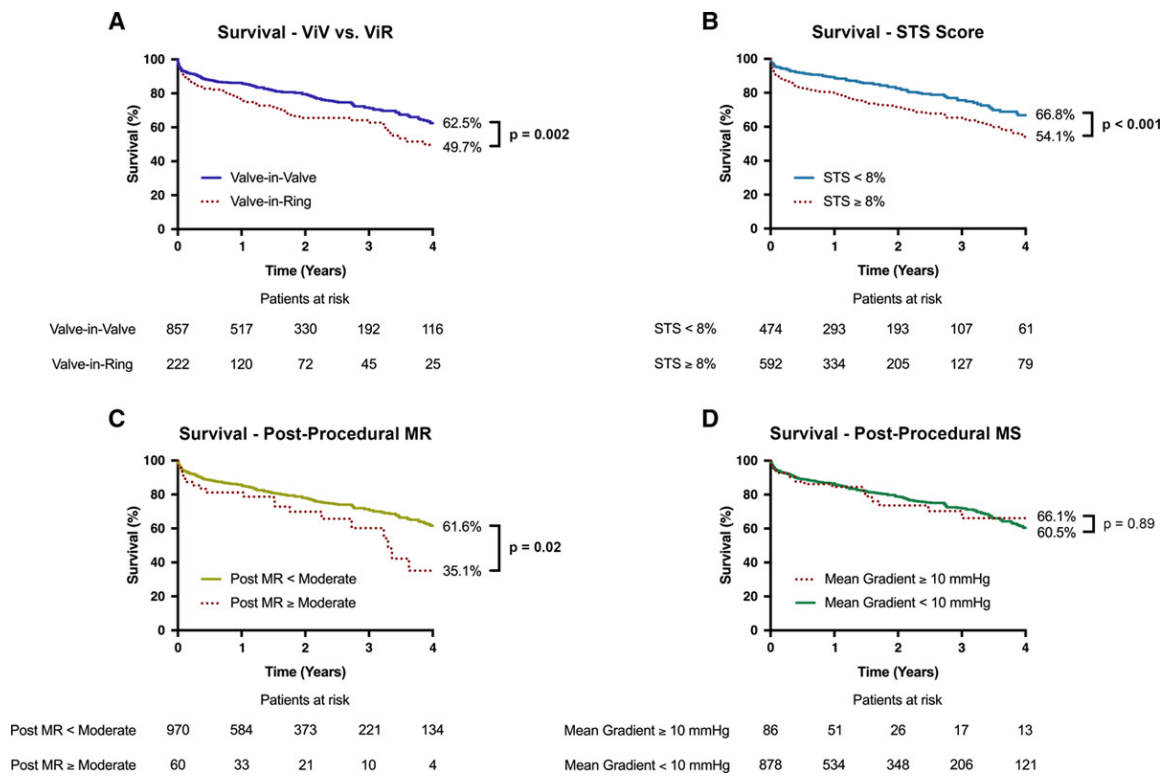 A
Survival - ViV vs. ViR
Survival (%)
100
80
60
40
20
0
62.5%
49.7%
p = 0.002
Valve-in-Valve
Valve-in-Ring
0 1 2 3 4
Time (Years)
Patients at risk
Valve-in-Valve 857 517 330 192 116
Valve-in-Ring 222 120 72 45 25
B
Survival - STS Score
Survival (%)
100
80
60
40
20
0
66.8%
54.1%
p < 0.001
STS < 8%
STS ≥ 8%
0 1 2 3 4
Time (Years)
Patients at risk
STS < 8% 474 293 193 107 61
STS ≥ 8% 592 334 205 127 79
C
Survival - Post-Procedural MR
Survival (%)
100
80
60
40
20
0
61.6%
35.1%
p = 0.02
Post MR < Moderate
Post MR ≥ Moderate
0 1 2 3 4
Time (Years)
Patients at risk
Post MR < Moderate 970 584 373 221 134
Post MR ≥ Moderate 60 33 21 10 4
D
Survival - Post-Procedural MS
Survival (%)
100
80
60
40
20
0
66.1%
60.5%
p = 0.89
Mean Gradient ≥ 10 mmHg
Mean Gradient < 10 mmHg
0 1 2 3 4
Time (Years)
Patients at risk
Mean Gradient ≥ 10 mmHg 86 51 26 17 13
Mean Gradient < 10 mmHg 878 534 348 206 121